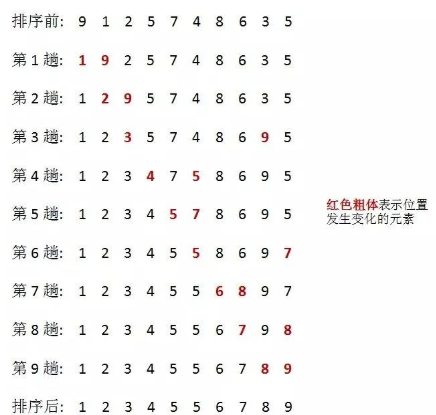 排序前: 9 1 2 5 7 4 8 6 3 5
第1趟: 1 9 2 5 7 4 8 6 3 5
第2趟: 1 2 9 5 7 4 8 6 3 5
第3趟: 1 2 3 5 7 4 8 6 9 5
第4趟: 1 2 3 4 7 5 8 6 9 5
红色粗体表示位置
第5趟: 1 2 3 4 5 7 8 6 9 5
发生变化的元素
第6趟: 1 2 3 4 5 5 8 6 9 7
第7趟: 1 2 3 4 5 5 6 8 9 7
第8趟: 1 2 3 4 5 5 6 7 9 8
第9趟: 1 2 3 4 5 5 6 7 8 9
排序后: 1 2 3 4 5 5 6 7 8 9